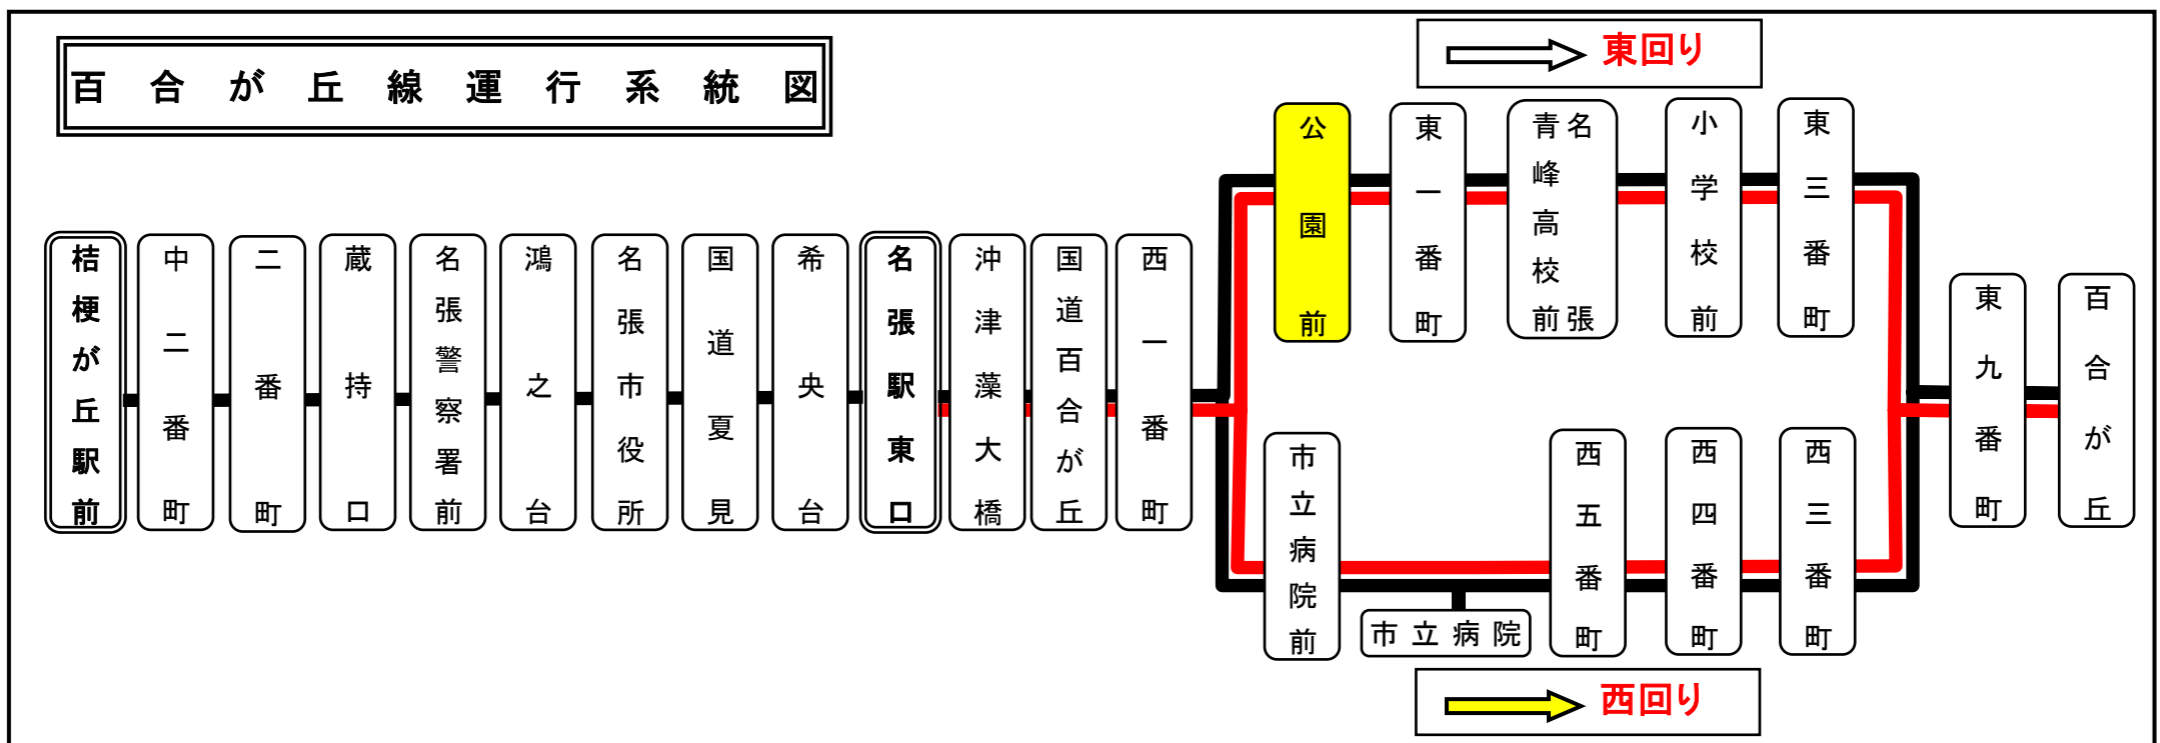 百合が丘線運行系統図
東回り
公園前
東一番町
名張
青峰高校前
小学校前
東三番町
桔梗が丘駅前
中二番町
二番町
蔵持口
名張警察署前
鴻之台
名張市役所
国道夏見
希央台
名張駅東口
沖津藻大橋
国道百合が丘
西一番町
東九番町
百合が丘
市立病院前
市立病院
西五番町
西四番町
西三番町
西回り